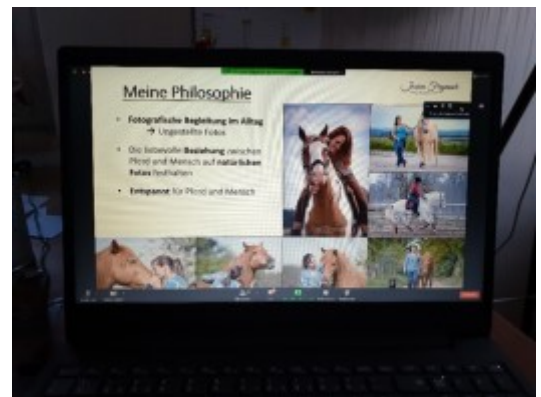 Meine Philosophie
Fotografische Begleitung im Alltag
→ Ungestellte Fotos
Die liebevolle Beziehung zwischen
Pferd und Mensch auf natürlichen
Fotos festhalten
Entspannt für Pferd und Mensch